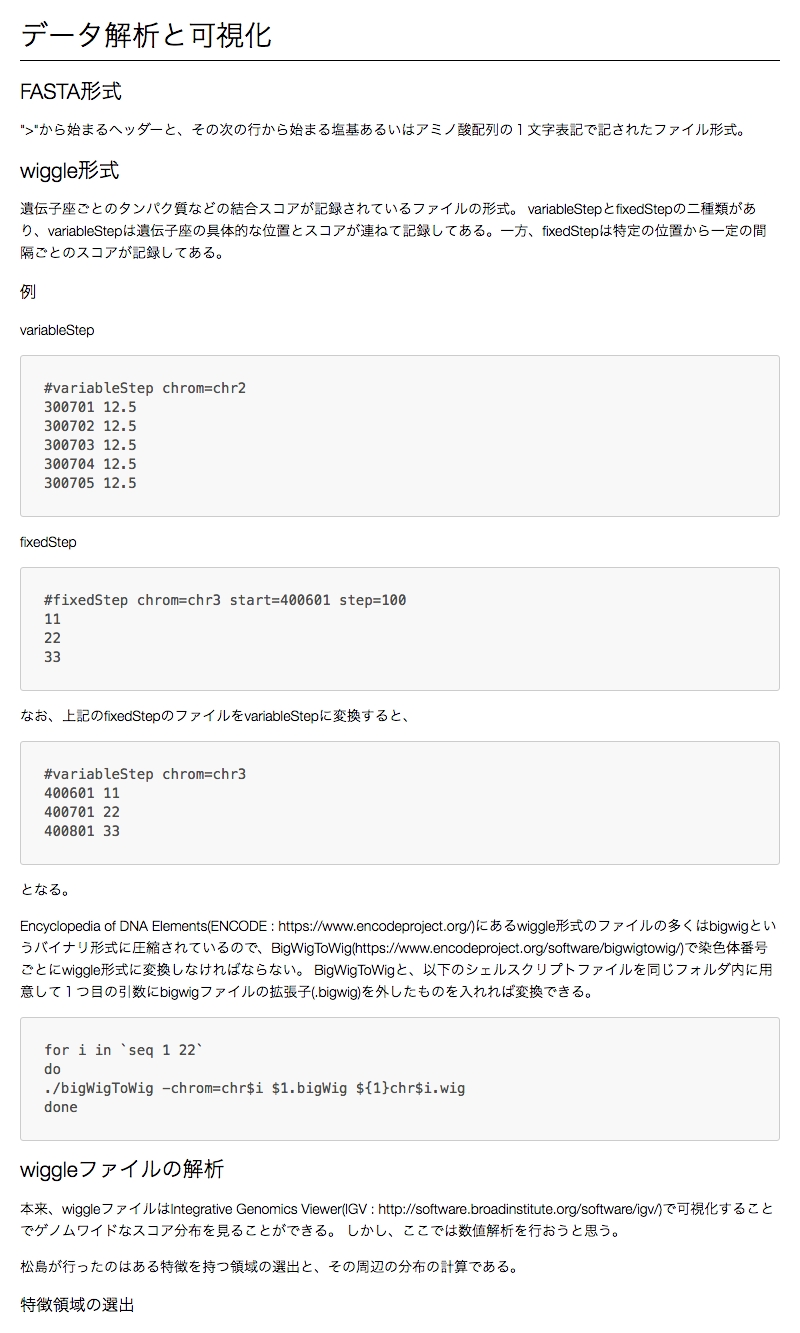 データ解析と可視化
FASTA形式
">"から始まるヘッダーと、その次の行から始まる塩基あるいはアミノ酸配列の１文字表記で記されたファイル形式。
wiggle形式
遺伝子座ごとのタンパク質などの結合スコアが記録されているファイルの形式。 variableStepとfixedStepの二種類があ
り、variableStepは遺伝子座の具体的な位置とスコアが連ねて記録してある。一方、fixedStepは特定の位置から一定の間
隔ごとのスコアが記録してある。
例
variableStep
#variableStep chrom=chr2
300701 12.5
300702 12.5
300703 12.5
300704 12.5
300705 12.5
fixedStep
#fixedStep chrom=chr3 start=400601 step=100
11
22
33
なお、上記のfixedStepのファイルをvariableStepに変換すると、
#variableStep chrom=chr3
400601 11
400701 22
400801 33
となる。
Encyclopedia of DNA Elements(ENCODE : https://www.encodeproject.org/)にあるwiggle形式のファイルの多くはbigwigとい
うバイナリ形式に圧縮されているので、BigWigToWig(https://www.encodeproject.org/software/bigwigtowig/)で染色体番号
ごとにwiggle形式に変換しなければならない。 BigWigToWigと、以下のシェルスクリプトファイルを同じフォルダ内に用
意して１つ目の引数にbigwigファイルの拡張子(.bigwig)を外したものを入れれば変換できる。
for i in `seq 1 22`
do
./bigWigToWig -chrom=chr$i $1.bigWig ${1}chr$i.wig
done
wiggleファイルの解析
本来、wiggleファイルはIntegrative Genomics Viewer(IGV : http://software.broadinstitute.org/software/igv/)で可視化すること
でゲノムワイドなスコア分布を見ることができる。 しかし、ここでは数値解析を行おうと思う。
松島が行ったのはある特徴を持つ領域の選出と、その周辺の分布の計算である。
特徴領域の選出